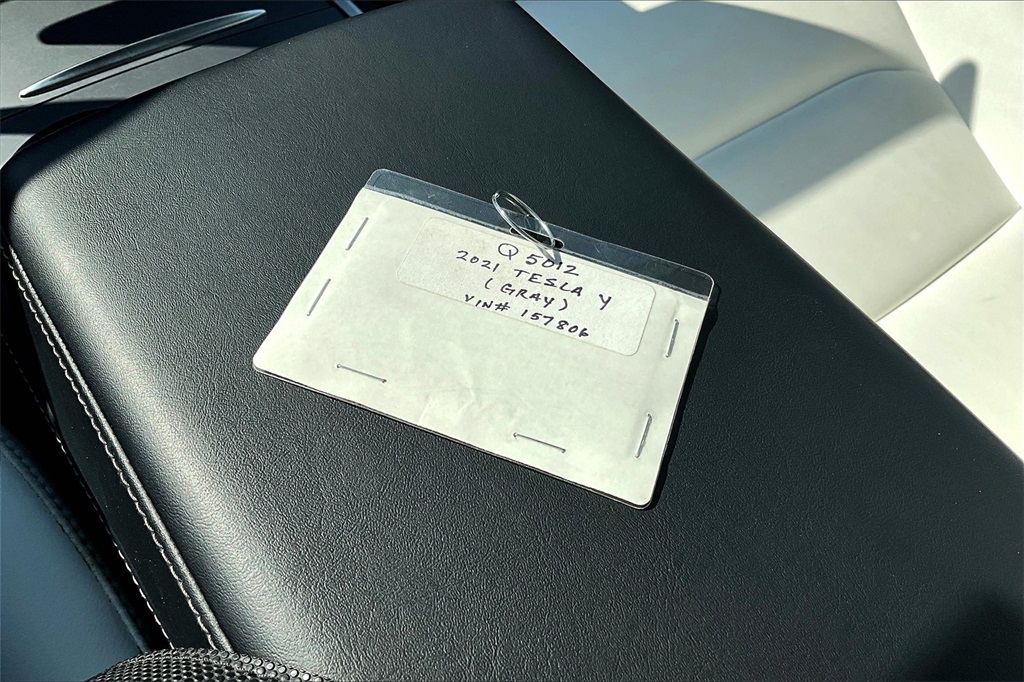 Q 5012
2021 TESLA Y
(GRAY)
VIN# 157806